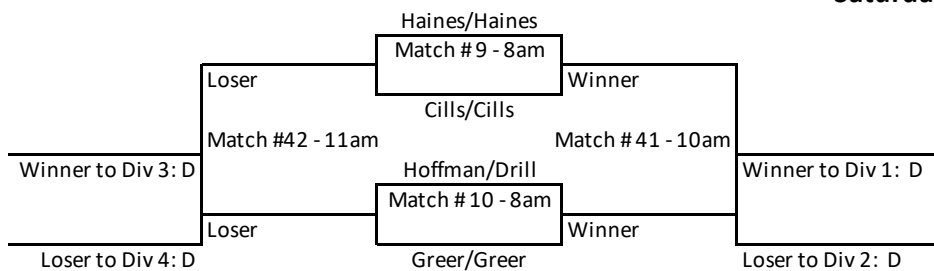 Haines/Haines
Match #9 - 8am
Loser
Winner
Cills/Cills
Match #42 - 11am
Match #41 - 10am
Winner to Div 3: D
Hoffman/Drill
Winner to Div 1: D
Match #10 - 8am
Loser
Winner
Loser to Div 4: D
Greer/Greer
Loser to Div 2: D